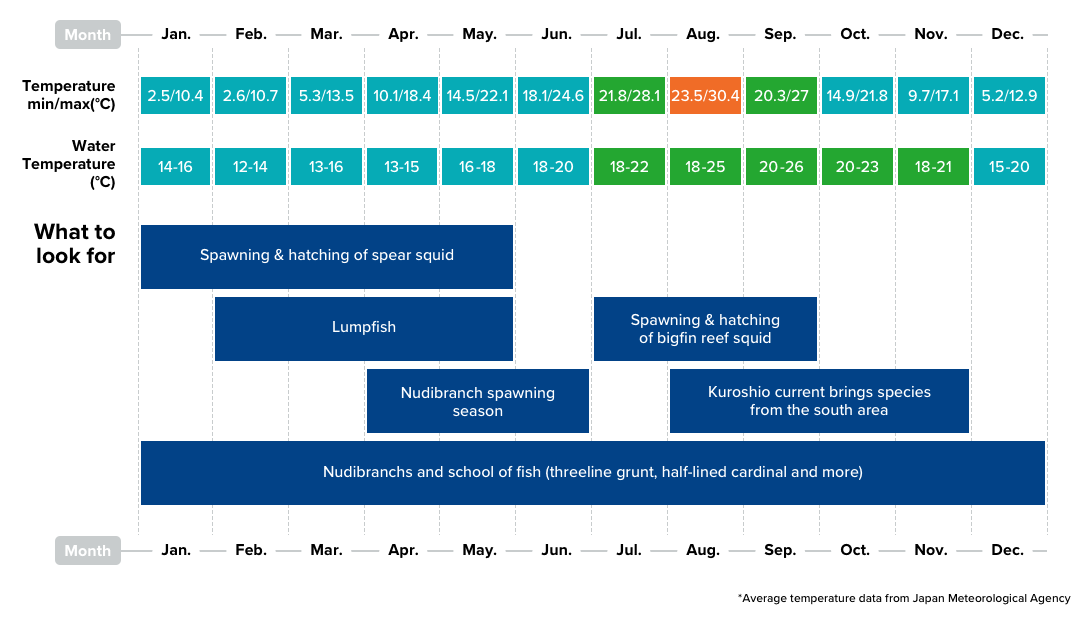 Month Jan. Feb. Mar. Apr. May. Jun. Jul. Aug. Sep. Oct. Nov. Dec.
Temperature
min/max(°C)
2.5/10.4 2.6/10.7 5.3/13.5 10.1/18.4 14.5/22.1 18.1/24.6 21.8/28.1 23.5/30.4 20.3/27 14.9/21.8 9.7/17.1 5.2/12.9
Water
Temperature
(°C)
14-16 12-14 13-16 13-15 16-18 18-20 18-22 18-25 20-26 20-23 18-21 15-20
What to
look for
Spawning & hatching of spear squid
Lumpfish
Spawning & hatching
of bigfin reef squid
Nudibranch spawning
season
Kuroshio current brings species
from the south area
Nudibranchs and school of fish (threeline grunt, half-lined cardinal and more)
Month Jan. Feb. Mar. Apr. May. Jun. Jul. Aug. Sep. Oct. Nov. Dec.
*Average temperature data from Japan Meteorological Agency